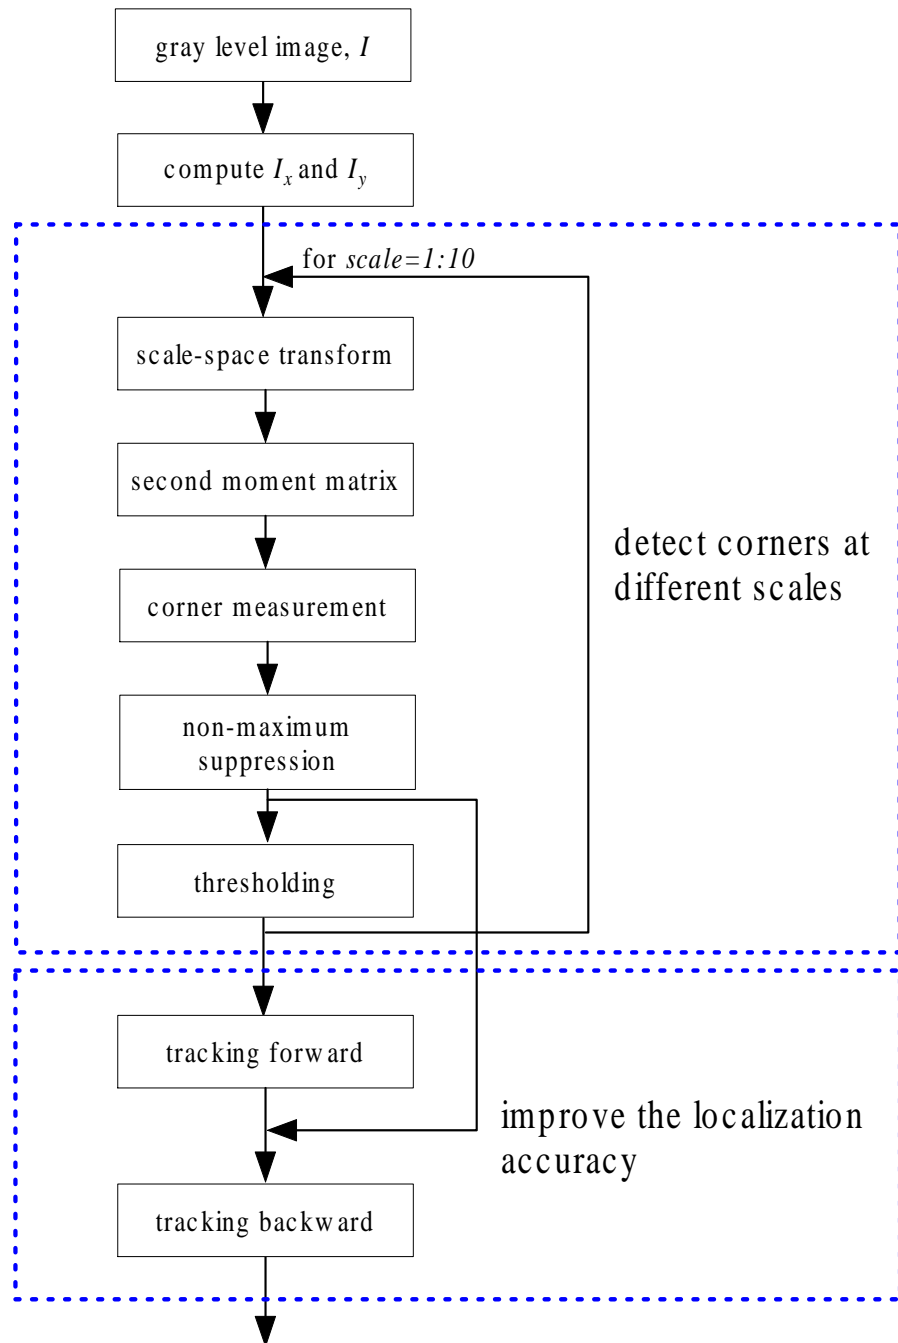 gray level image, I
compute Ix and Iy
for scale=1:10
scale-space transform
second moment matrix
detect corners at
different scales
corner measurement
non-maximum
suppression
thresholding
tracking forward
improve the localization
accuracy
tracking backward